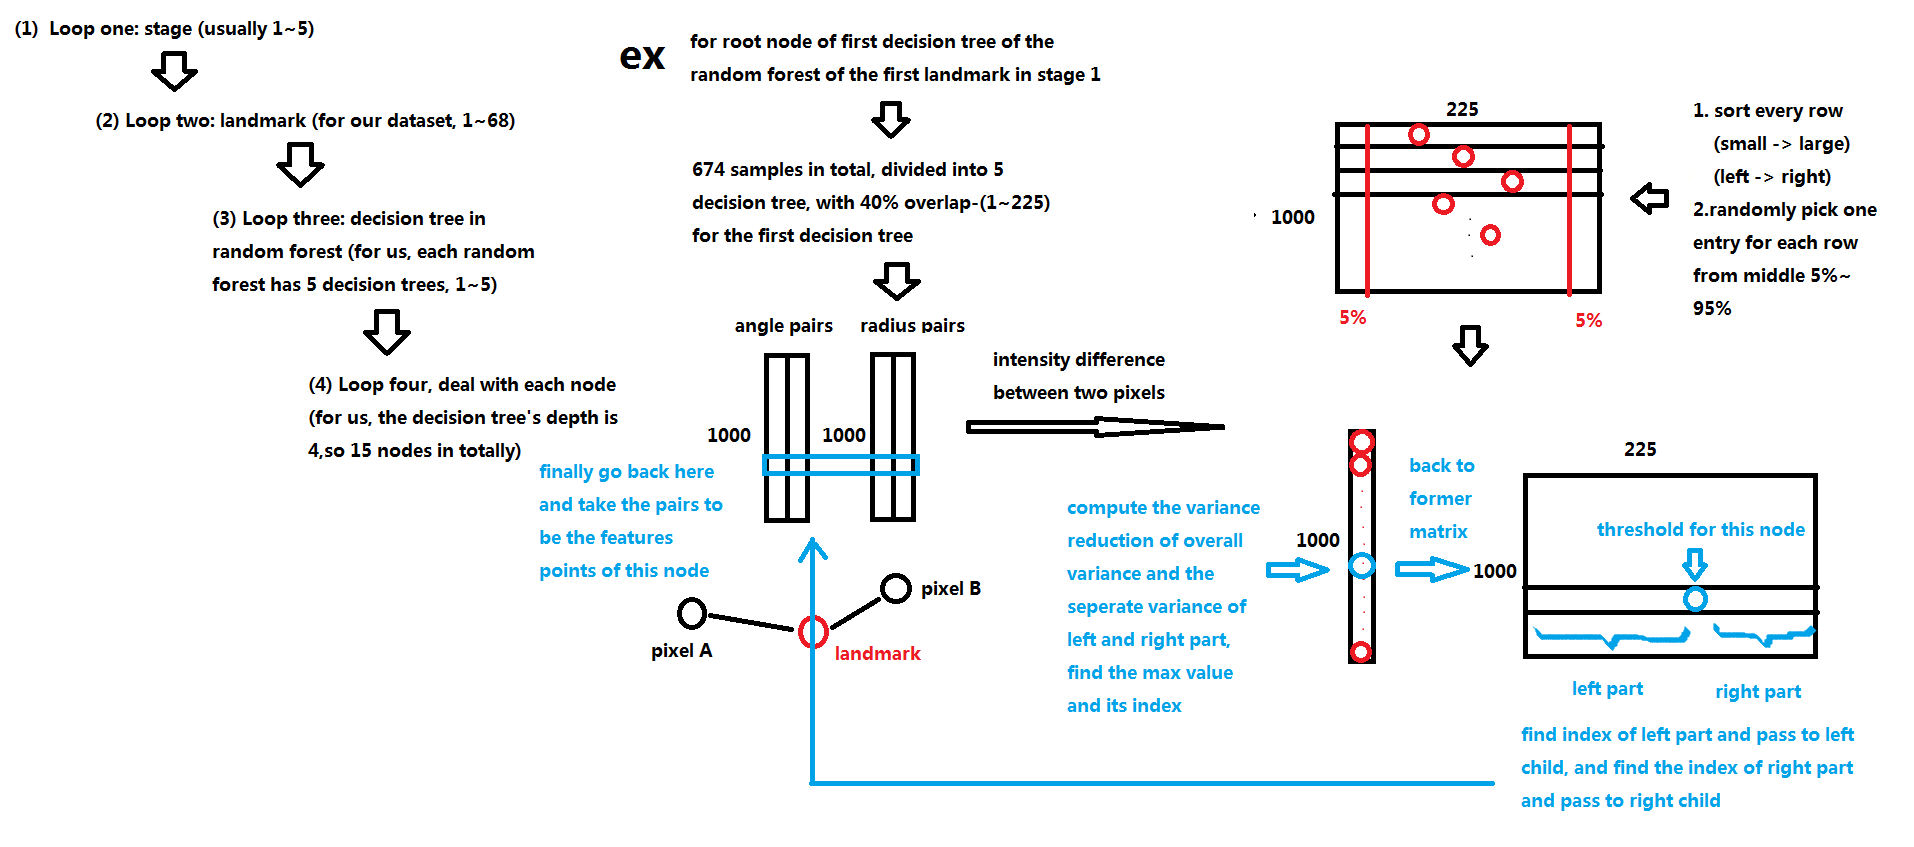 (1) Loop one: stage (usually 1~5)
(2) Loop two: landmark (for our dataset, 1~68)
(3) Loop three: decision tree in
random forest (for us, each random
forest has 5 decision trees, 1~5)
(4) Loop four, deal with each node
(for us, the decision tree's depth is
4,so 15 nodes in totally)
ex
for root node of first decision tree of the
random forest of the first landmark in stage 1
674 samples in total, divided into 5
decision tree, with 40% overlap-(1~225)
for the first decision tree
angle pairs
radius pairs
1000
1000
finally go back here
and take the pairs to
be the features
points of this node
pixel A
pixel B
landmark
intensity difference
between two pixels
225
1000
5%
5%
1. sort every row
(small -> large)
(left -> right)
2.randomly pick one
entry for each row
from middle 5%~
95%
compute the variance
reduction of overall
variance and the
seperate variance of
left and right part,
find the max value
and its index
1000
back to
former
matrix
225
1000
threshold for this node
left part
right part
find index of left part and pass to left
child, and find the index of right part
and pass to right child